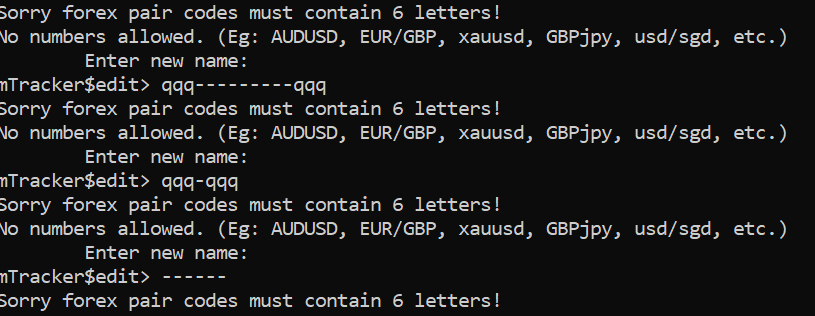 Sorry forex pair codes must contain 6 letters!
No numbers allowed. (Eg: AUDUSD, EUR/GBP, xauusd, GBPjpy, usd/sgd, etc.)
Enter new name:
mTracker$edit> qqq---------qqq
Sorry forex pair codes must contain 6 letters!
No numbers allowed. (Eg: AUDUSD, EUR/GBP, xauusd, GBPjpy, usd/sgd, etc.)
Enter new name:
mTracker$edit> qqq-qqq
Sorry forex pair codes must contain 6 letters!
No numbers allowed. (Eg: AUDUSD, EUR/GBP, xauusd, GBPjpy, usd/sgd, etc.)
Enter new name:
mTracker$edit> ------
Sorry forex pair codes must contain 6 letters!